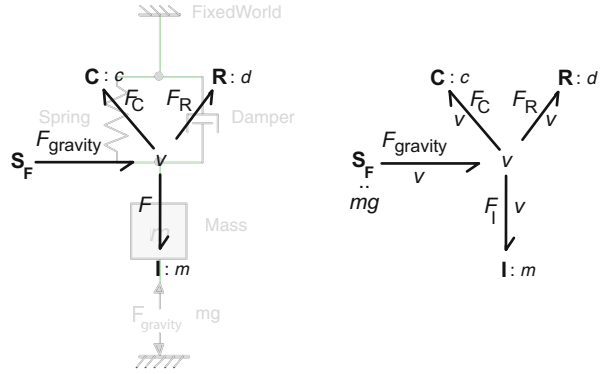 FixedWorld
C : c
R : d
Spring
F_C
F_R
Damper
F_gravity
S_F
v
F
m
Mass
I : m
F_gravity mg
C : c
R : d
F_C
v
F_R
v
F_gravity
S_F
v
v
..
mg
F_I
v
I : m